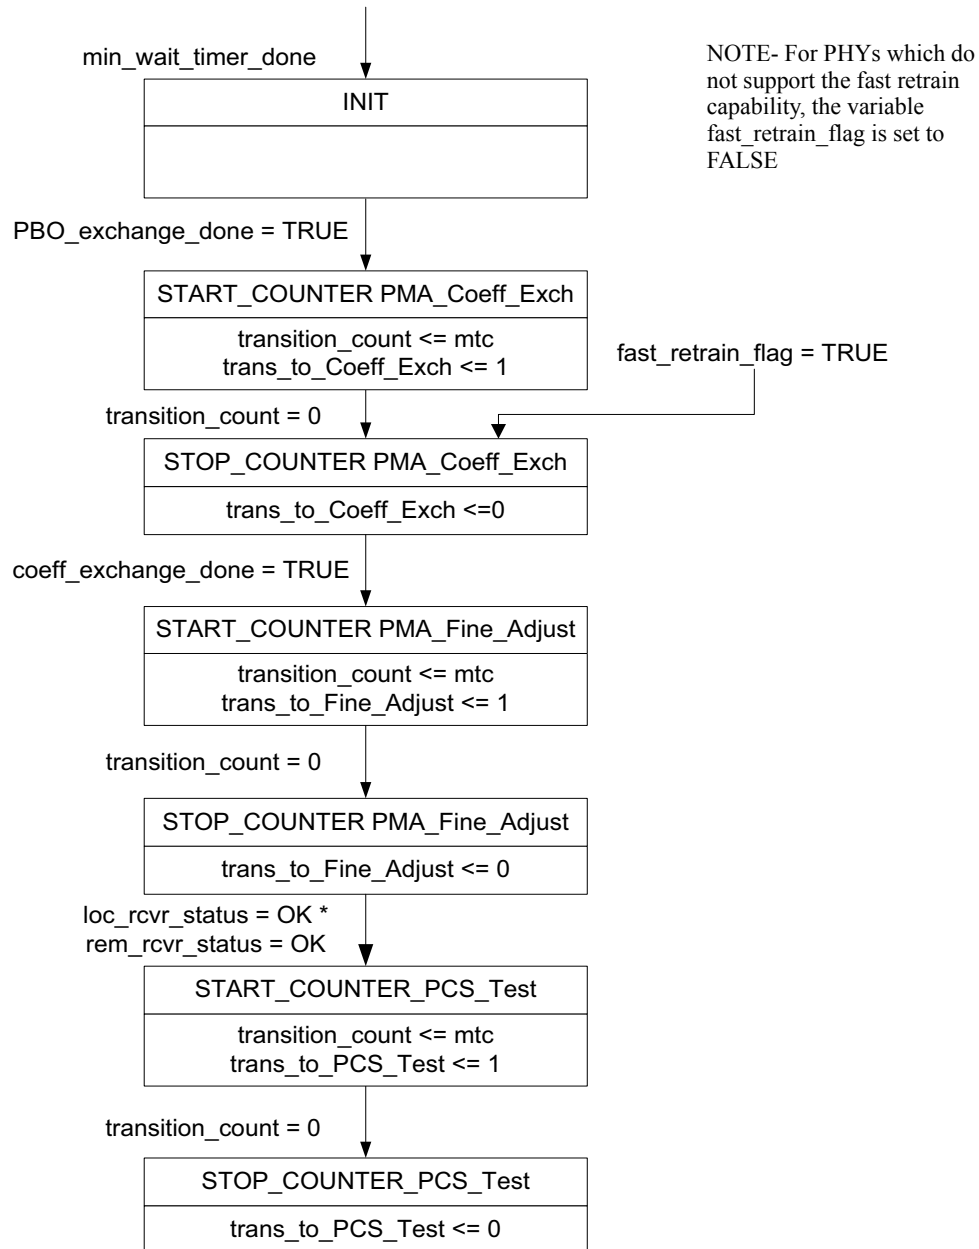 min_wait_timer_done
INIT
NOTE- For PHYs which do
not support the fast retrain
capability, the variable
fast_retrain_flag is set to
FALSE
PBO_exchange_done = TRUE
START_COUNTER PMA_Coeff_Exch
transition_count <= mtc
trans_to_Coeff_Exch <= 1
fast_retrain_flag = TRUE
transition_count = 0
STOP_COUNTER PMA_Coeff_Exch
trans_to_Coeff_Exch <=0
coeff_exchange_done = TRUE
START_COUNTER PMA_Fine_Adjust
transition_count <= mtc
trans_to_Fine_Adjust <= 1
transition_count = 0
STOP_COUNTER PMA_Fine_Adjust
trans_to_Fine_Adjust <= 0
loc_rcvr_status = OK *
rem_rcvr_status = OK
START_COUNTER_PCS_Test
transition_count <= mtc
trans_to_PCS_Test <= 1
transition_count = 0
STOP_COUNTER_PCS_Test
trans_to_PCS_Test <= 0